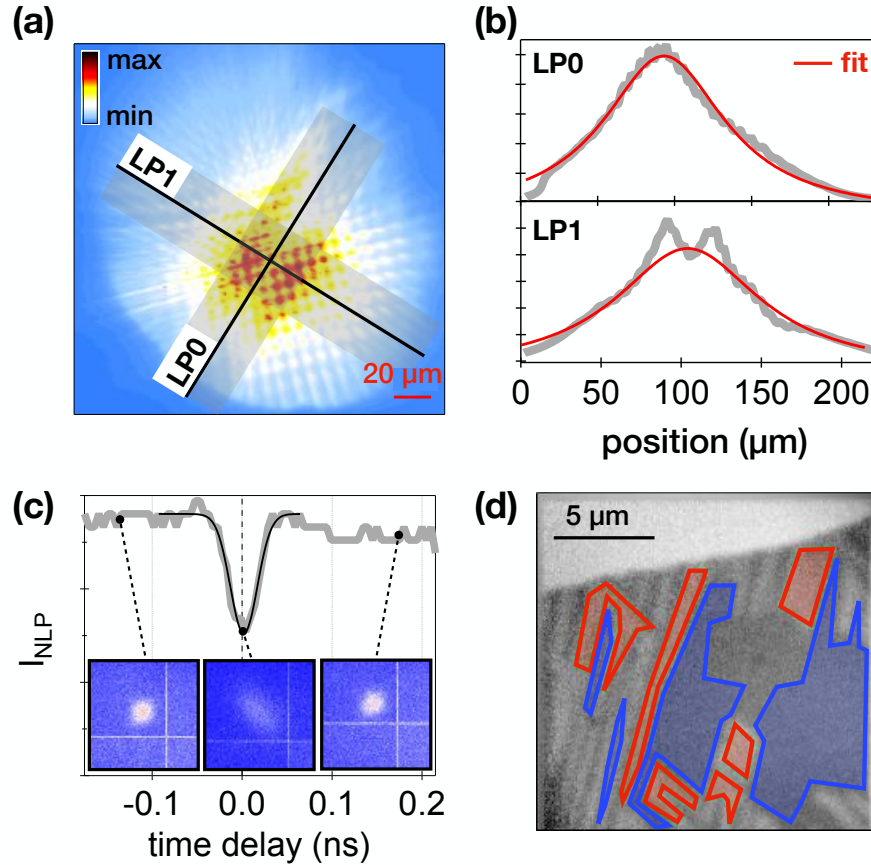 (a)
max
min
LP1
LP0
20 μm
(b)
LP0
fit
LP1
0
50
100
150
200
position (μm)
(c)
I_NLP
-0.1
0.0
0.1
0.2
time delay (ns)
(d)
5 μm